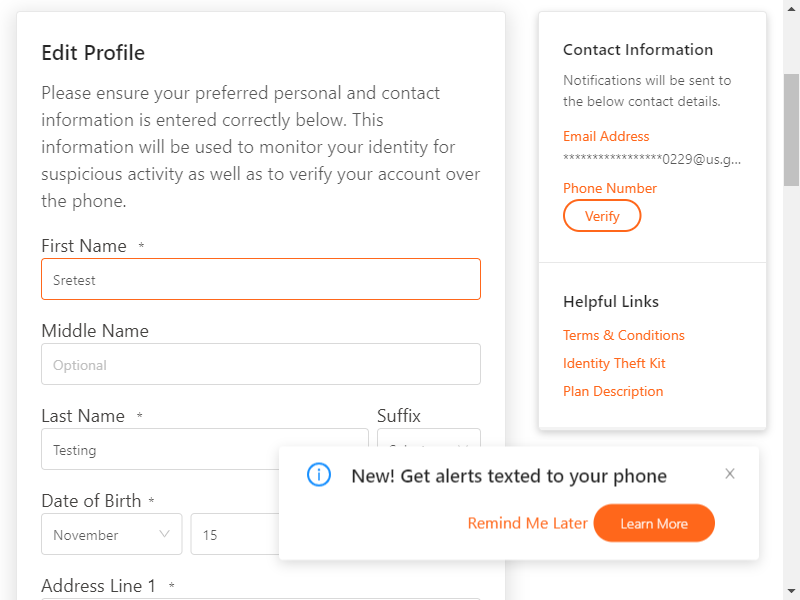 Edit Profile
Please ensure your preferred personal and contact
information is entered correctly below. This
information will be used to monitor your identity for
suspicious activity as well as to verify your account over
the phone.
First Name *
Sretest
Middle Name
Optional
Last Name *
Suffix
Testing
Date of Birth *
November
15
Address Line 1 *
Contact Information
Notifications will be sent to
the below contact details.
Email Address
*****************0229@us.g...
Phone Number
Verify
Helpful Links
Terms & Conditions
Identity Theft Kit
Plan Description
New! Get alerts texted to your phone
Remind Me Later
Learn More